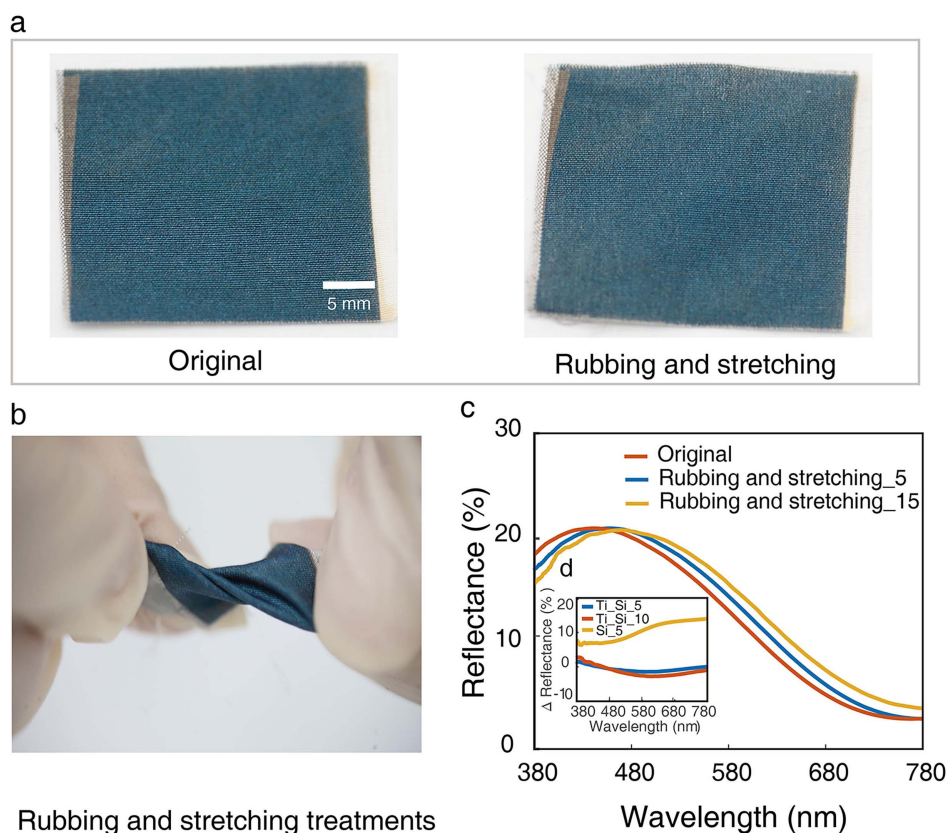 a
5 mm
Original
Rubbing and stretching
b
Rubbing and stretching treatments
c
30
20
10
0
Reflectance (%)
Original
Rubbing and stretching_5
Rubbing and stretching_15
d
20
10
0
-10
Δ Reflectance (%)
Ti_Si_5
Ti_Si_10
Si_5
380 480 580 680 780
Wavelength (nm)
380 480 580 680 780
Wavelength (nm)